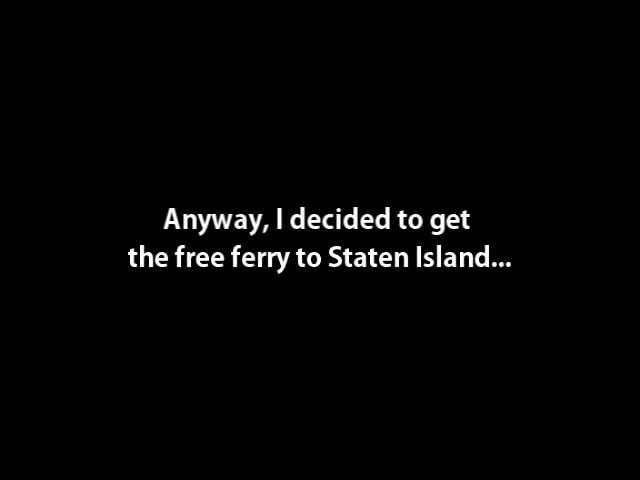 Anyway, I decided to get
the free ferry to Staten Island...